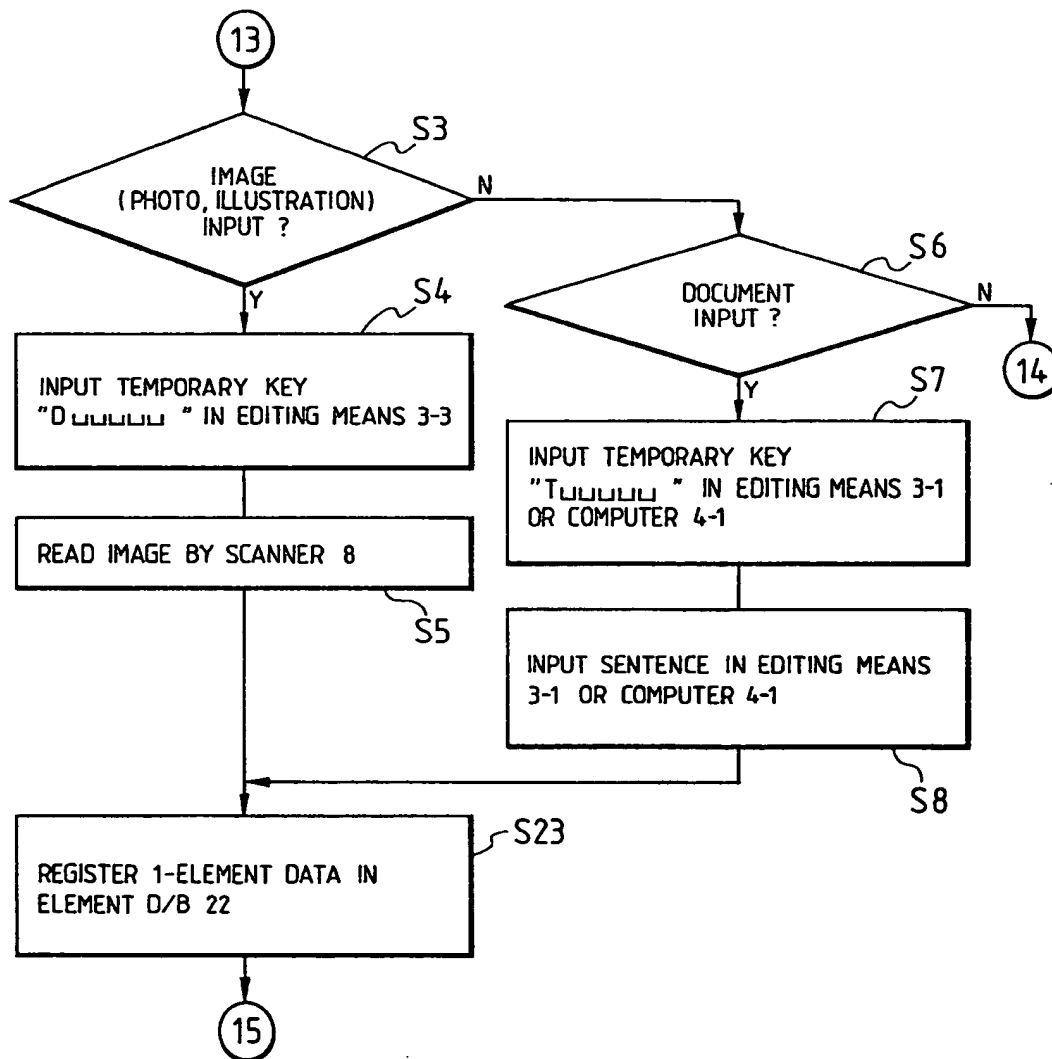 13
S3
IMAGE
(PHOTO, ILLUSTRATION)
INPUT ?
N
Y
S4
INPUT TEMPORARY KEY
"D␣␣␣␣␣ " IN EDITING MEANS 3-3
READ IMAGE BY SCANNER 8
S5
S6
DOCUMENT
INPUT ?
N
14
Y
S7
INPUT TEMPORARY KEY
"T␣␣␣␣␣ " IN EDITING MEANS 3-1
OR COMPUTER 4-1
INPUT SENTENCE IN EDITING MEANS
3-1 OR COMPUTER 4-1
S8
S23
REGISTER 1-ELEMENT DATA IN
ELEMENT D/B 22
15